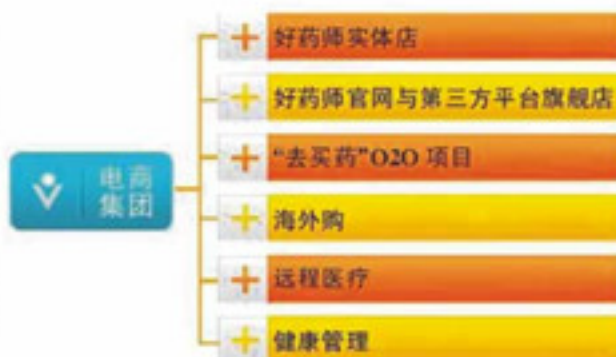 电商
集团
好药师实体店
好药师官网与第三方平台旗舰店
“去买药”O2O 项目
海外购
远程医疗
健康管理